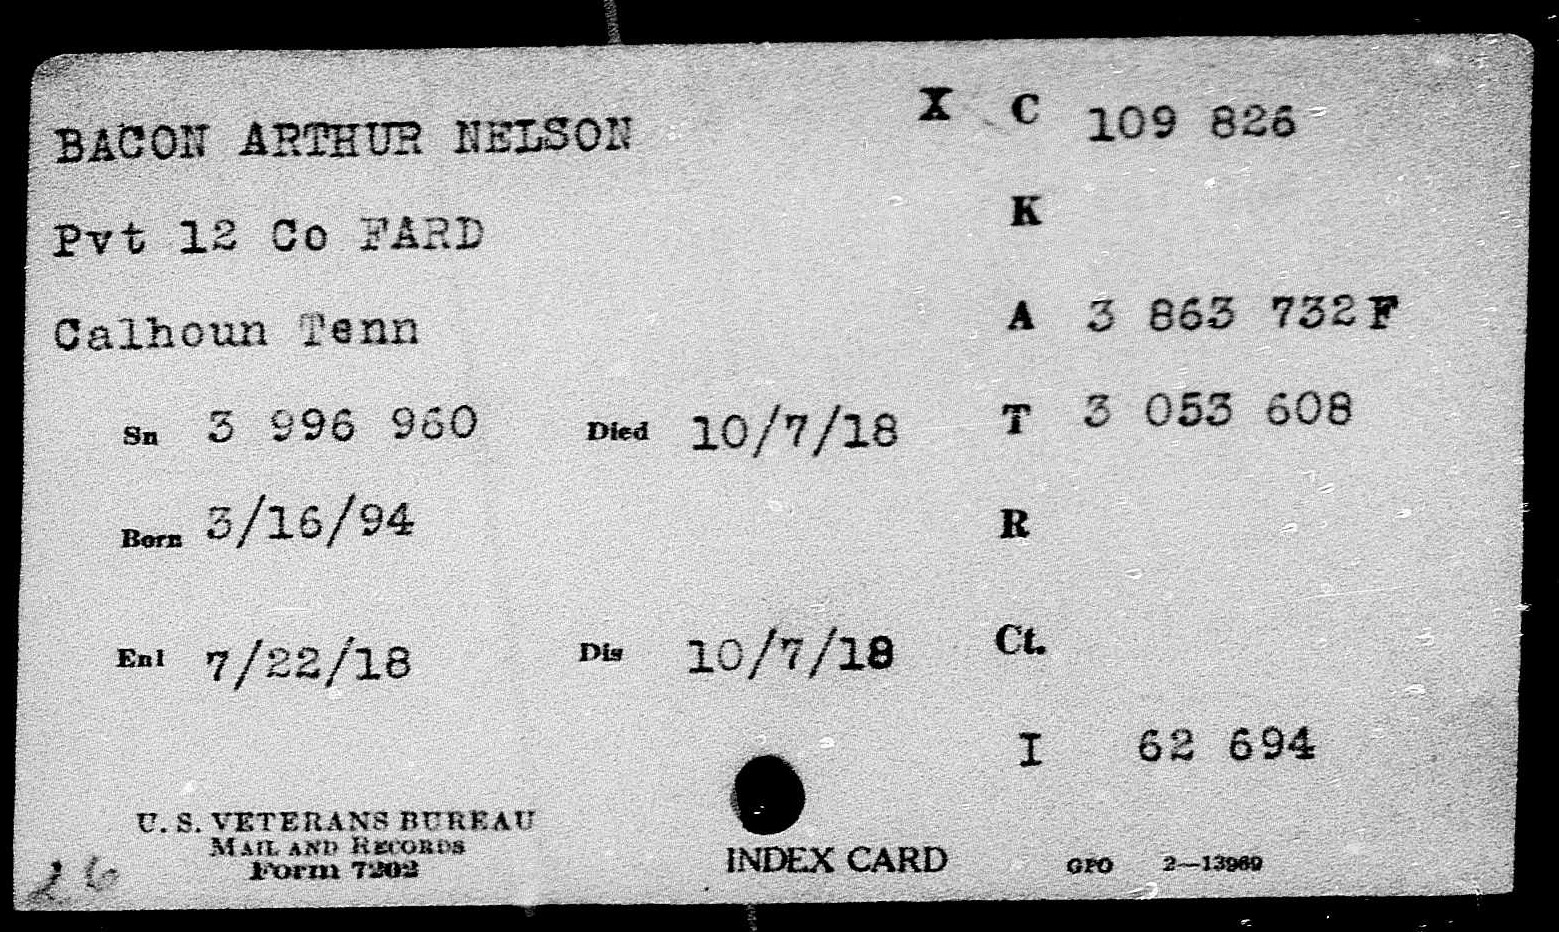 BACON ARTHUR NELSON X C 109 826
Pvt 12 Co FARD K
Calhoun Tenn A 3 863 732F
Sn 3 996 960 Died 10/7/18 T 3 053 608
Born 3/16/94 R
Enl 7/22/18 Dis 10/7/18 Ct.
I 62 694
U. S. VETERANS BUREAU
MAIL AND RECORDS
Form 7202
INDEX CARD GPO 2—13969
26